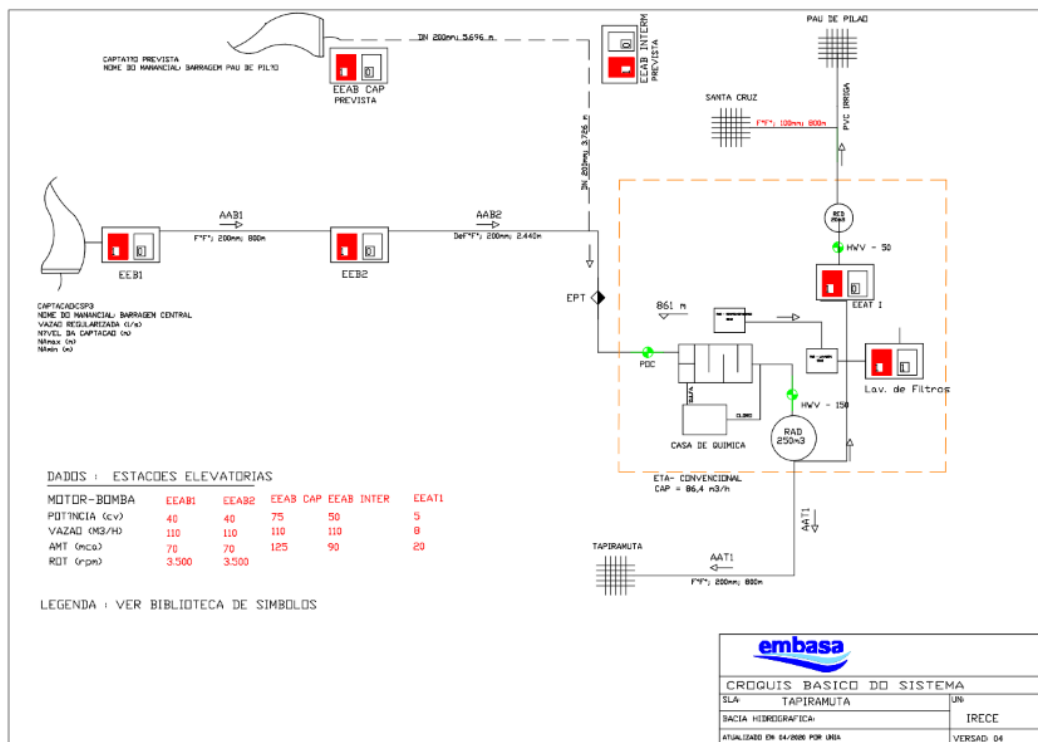 PAU DE PILAO
DN 200mm; 5.696 m
CAPTAÇ??O PREVISTA
NOME DO MANANCIAL: BARRAGEM PAU DE
EEAB CAP
PREVISTA
EEAB INTERM
PREVISTA
DN 200mm; 3.726 m
SANTA CRUZ
F"F"; 100mm; 800m
PVC IRRIGA
AAB1
F"F"; 200mm; 800m
AAB2
DeF"F"; 200mm; 2.440m
EEB1
EEB2
HWV - 50
EEAT I
EPT
861 m
CAPTACAO:CSP3
NOME DO MANANCIAL: BARRAGEM CENTRAL
VAZAO REGULARIZADA (l/s)
NIVEL DA CAPTACAO (m)
NAmax (m)
NAmin (m)
PDC
Lav. de Filtros
HWV - 150
CLORO
CASA DE QUIMICA
RAD
250m3
ETA- CONVENCIONAL
CAP = 86,4 m3/h
AAT1
TAPIRAMUTA
AAT1
F"F"; 200mm; 800m
DADOS : ESTACOES ELEVATORIAS
MOTOR-BOMBA EEAB1 EEAB2 EEAB CAP EEAB INTER EEAT1
POT?NCIA (cv) 40 40 75 50 5
VAZAO (M3/H) 110 110 110 110 8
AMT (mca) 70 70 125 90 20
ROT (rpm) 3.500 3.500
LEGENDA : VER BIBLIOTECA DE SIMBOLOS
embasa
CROQUIS BASICO DO SISTEMA
SLA: TAPIRAMUTA UN:
BACIA HIDROGRAFICA: IRECE
ATUALIZADO EM 04/2020 POR UNIA VERSAO: 04